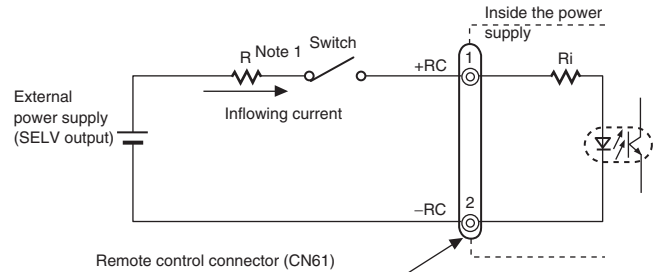 Inside the power
supply
R Note 1 Switch
+RC 1 Ri
Inflowing current
External
power supply
(SELV output)
−RC 2
Remote control connector (CN61)